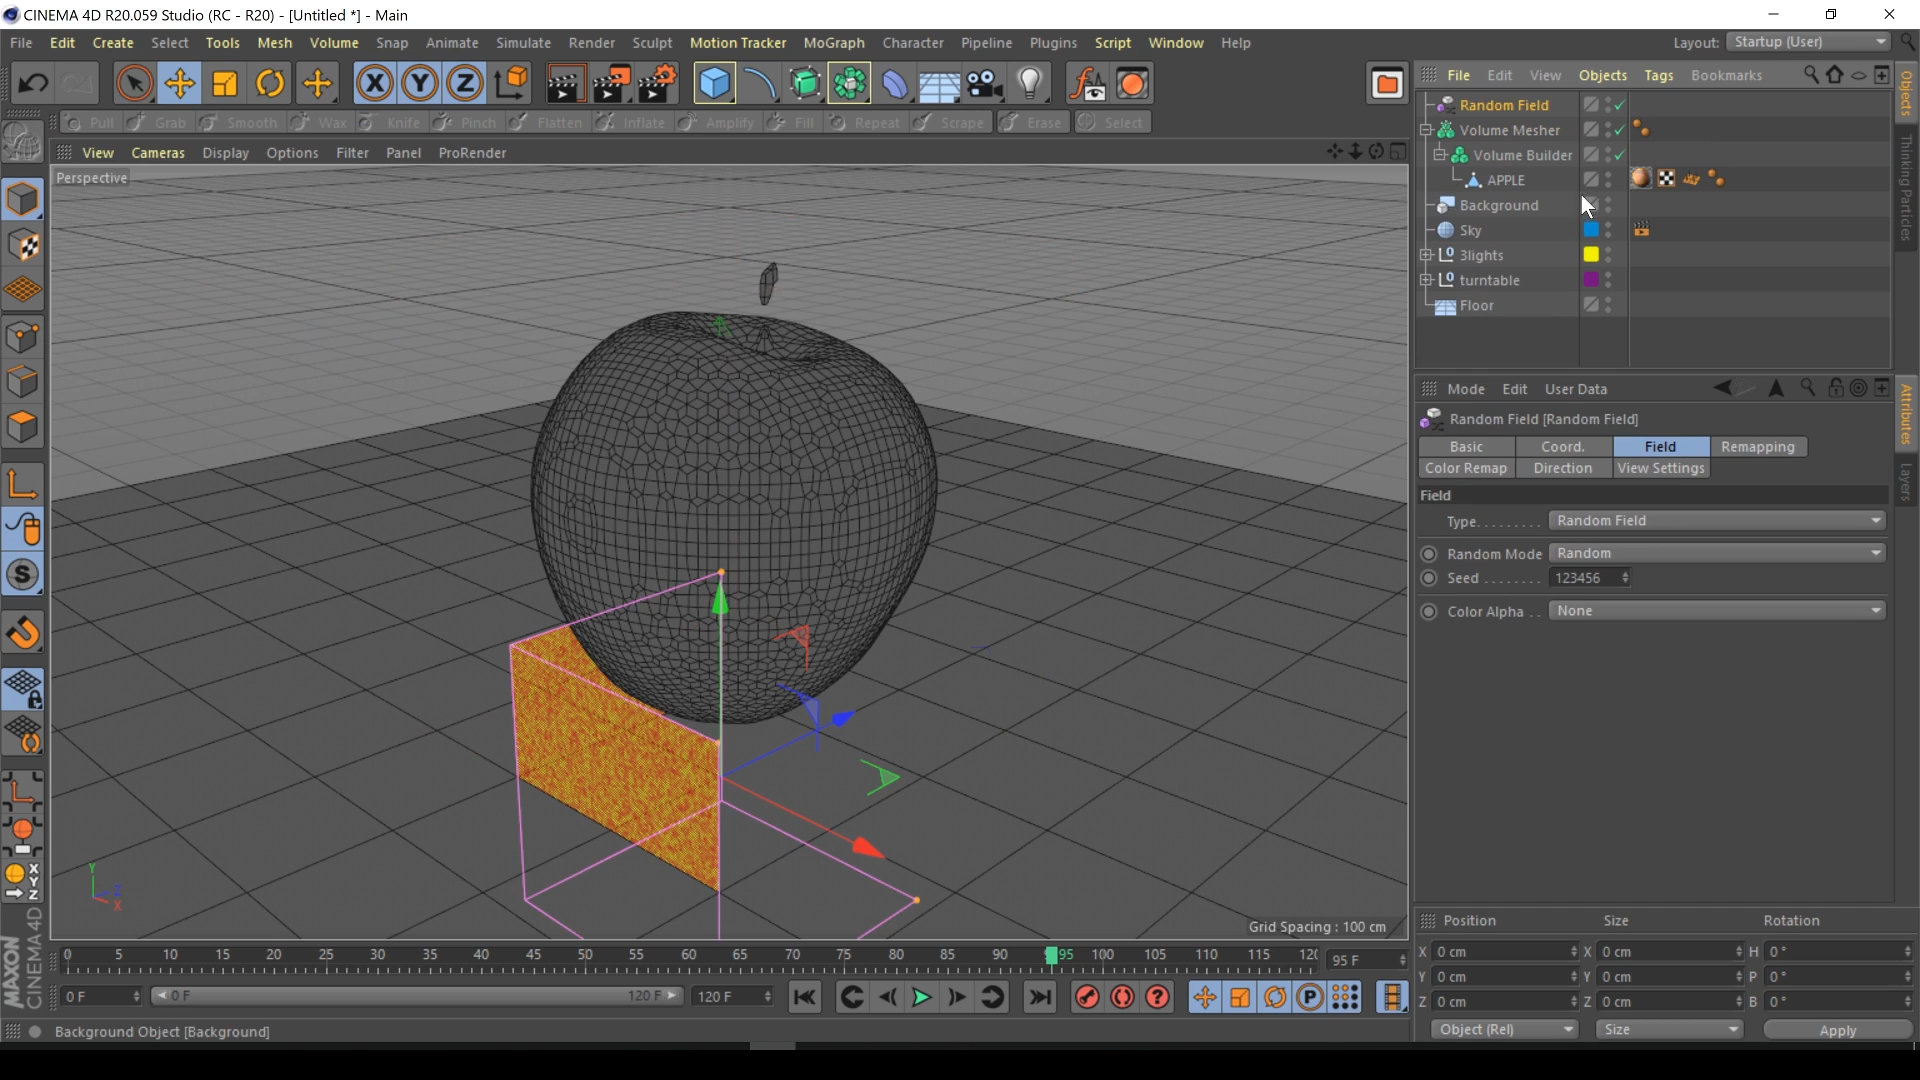 CINEMA 4D R20.059 Studio (RC - R20) - [Untitled *] - Main
File Edit Create Select Tools Mesh Volume Snap Animate Simulate Render Sculpt Motion Tracker MoGraph Character Pipeline Plugins Script Window Help
Layout: Startup (User)
File Edit View Objects Tags Bookmarks
Pull Grab Smooth Wax Knife Pinch Flatten Inflate Amplify Fill Repeat Scrape Erase Select
View Cameras Display Options Filter Panel ProRender
Perspective
Random Field
Volume Mesher
Volume Builder
APPLE
Background
Sky
3lights
turntable
Floor
Objects
Thinking Particles
Mode Edit User Data
Random Field [Random Field]
Basic Coord. Field Remapping
Color Remap Direction View Settings
Field
Type Random Field
Random Mode Random
Seed 123456
Color Alpha None
Attributes
Layers
Y
Z
X
Grid Spacing : 100 cm
0 5 10 15 20 25 30 35 40 45 50 55 60 65 70 75 80 85 90 95 100 105 110 115 120
95 F
0 F 0 F 120 F 120 F
MAXON
CINEMA 4D
Position Size Rotation
X 0 cm X 0 cm H 0 °
Y 0 cm Y 0 cm P 0 °
Z 0 cm Z 0 cm B 0 °
Object (Rel) Size Apply
Background Object [Background]